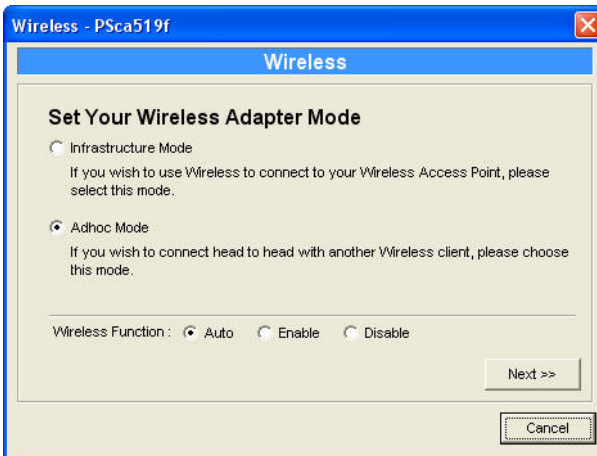 Wireless - PSca519f
Wireless
Set Your Wireless Adapter Mode
Infrastructure Mode
If you wish to use Wireless to connect to your Wireless Access Point, please
select this mode.
Adhoc Mode
If you wish to connect head to head with another Wireless client, please choose
this mode.
Wireless Function : Auto Enable Disable
Next >>
Cancel